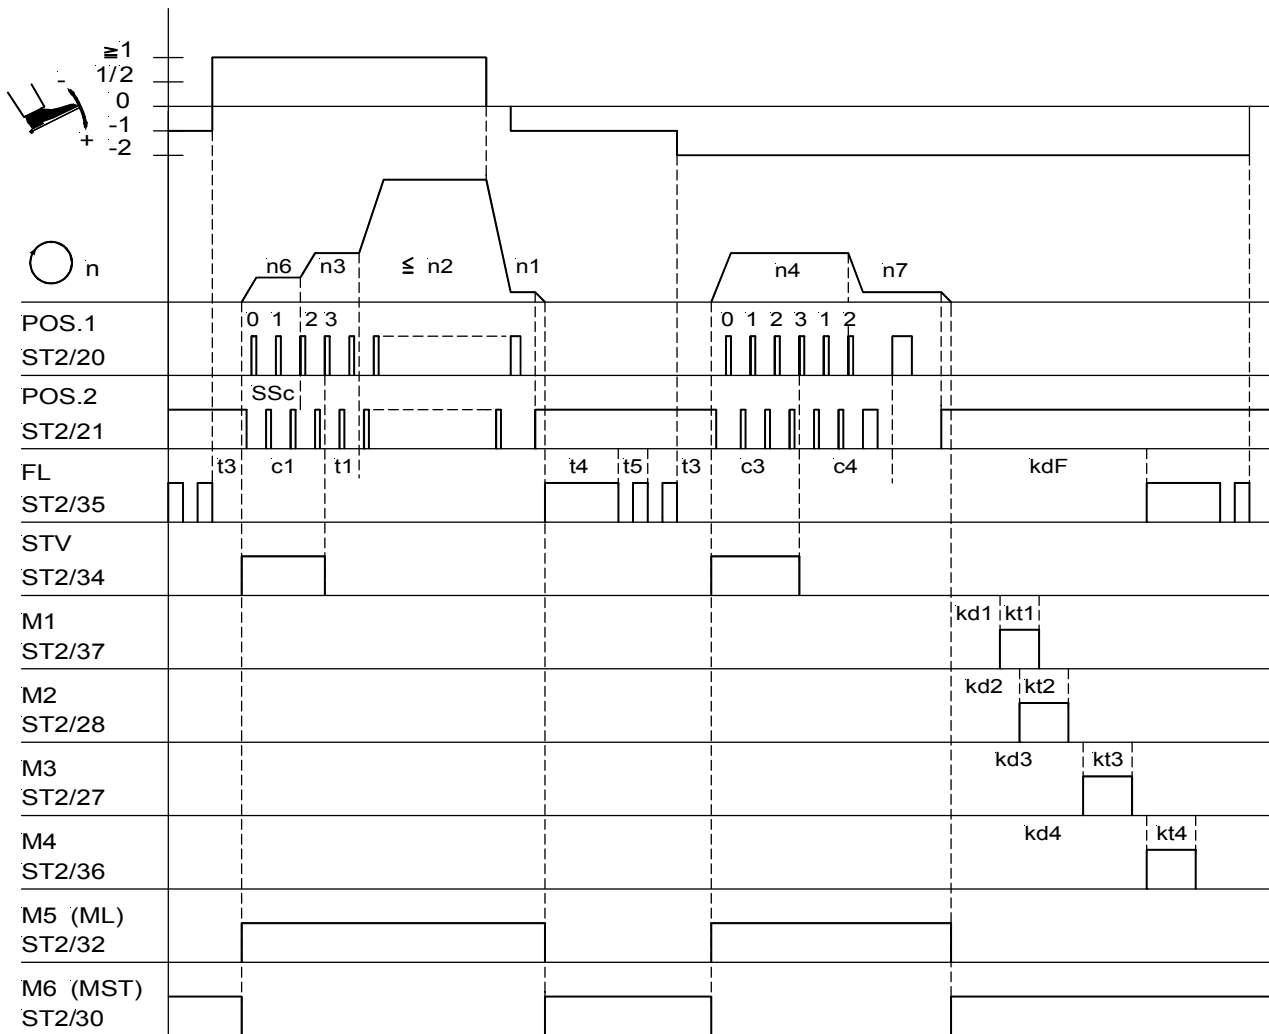 ≧1
1/2
0
-1
-2
-
+
n
n6
n3
≦ n2
n1
n4
n7
POS.1
ST2/20
0 1 2 3
0 1 2 3 1 2
POS.2
ST2/21
SSc
FL
ST2/35
t3 c1 t1 t4 t5 t3 c3 c4 kdF
STV
ST2/34
M1
ST2/37
kd1 kt1
M2
ST2/28
kd2 kt2
M3
ST2/27
kd3 kt3
M4
ST2/36
kd4 kt4
M5 (ML)
ST2/32
M6 (MST)
ST2/30